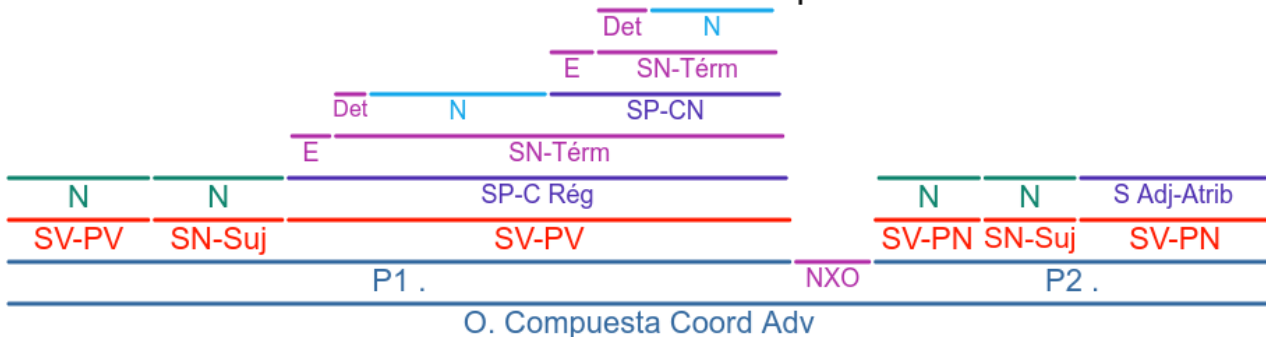 Det N
E SN-Térm
Det N SP-CN
E SN-Térm
N N SP-C Rég N N S Adj-Atrib
SV-PV SN-Suj SV-PV SV-PN SN-Suj SV-PN
P1 . NXO P2 .
O. Compuesta Coord Adv